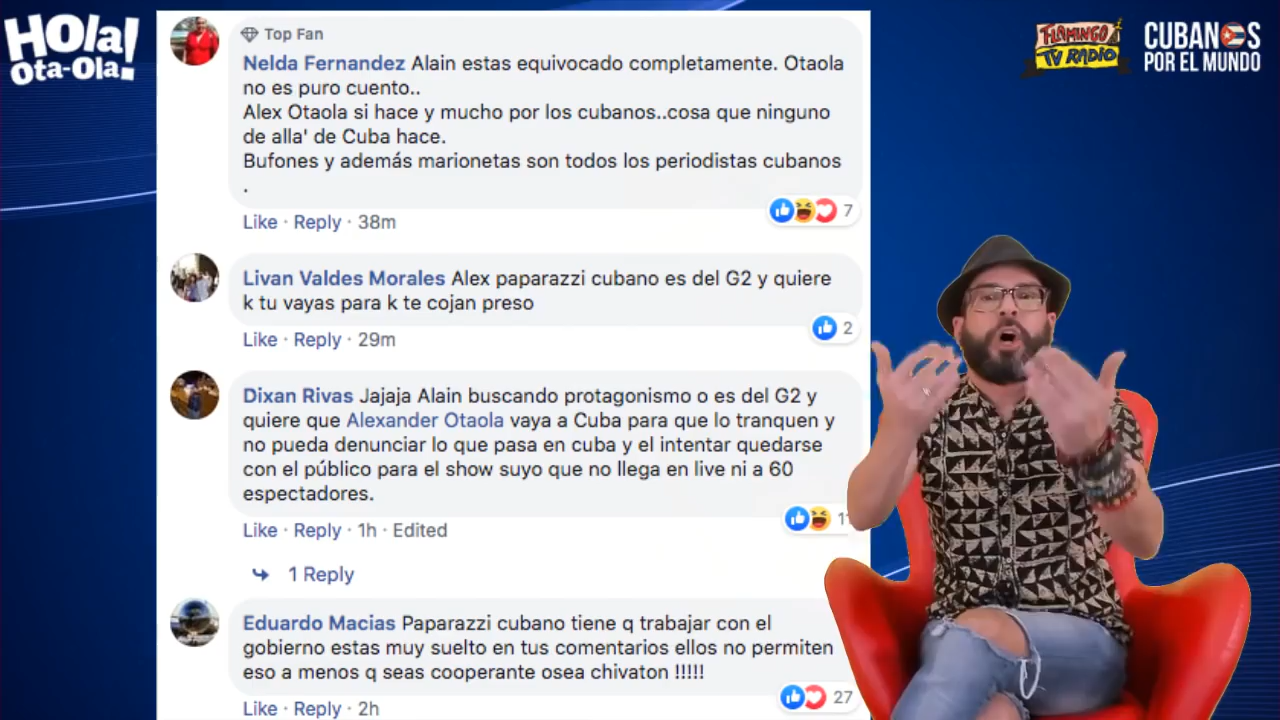 HOla!
Ota-Ola!
FLAMINGO
TV RADIO
CUBANOS
POR EL MUNDO
Top Fan
Nelda Fernandez Alain estas equivocado completamente. Otaola
no es puro cuento..
Alex Otaola si hace y mucho por los cubanos..cosa que ninguno
de alla' de Cuba hace.
Bufones y además marionetas son todos los periodistas cubanos
.
7
Like · Reply · 38m
Livan Valdes Morales Alex paparazzi cubano es del G2 y quiere
k tu vayas para k te cojan preso
2
Like · Reply · 29m
Dixan Rivas Jajaja Alain buscando protagonismo o es del G2 y
quiere que Alexander Otaola vaya a Cuba para que lo tranquen y
no pueda denunciar lo que pasa en cuba y el intentar quedarse
con el público para el show suyo que no llega en live ni a 60
espectadores.
Like · Reply · 1h · Edited
1 Reply
Eduardo Macias Paparazzi cubano tiene q trabajar con el
gobierno estas muy suelto en tus comentarios ellos no permiten
eso a menos q seas cooperante osea chivaton !!!!!
27
Like · Reply · 2h